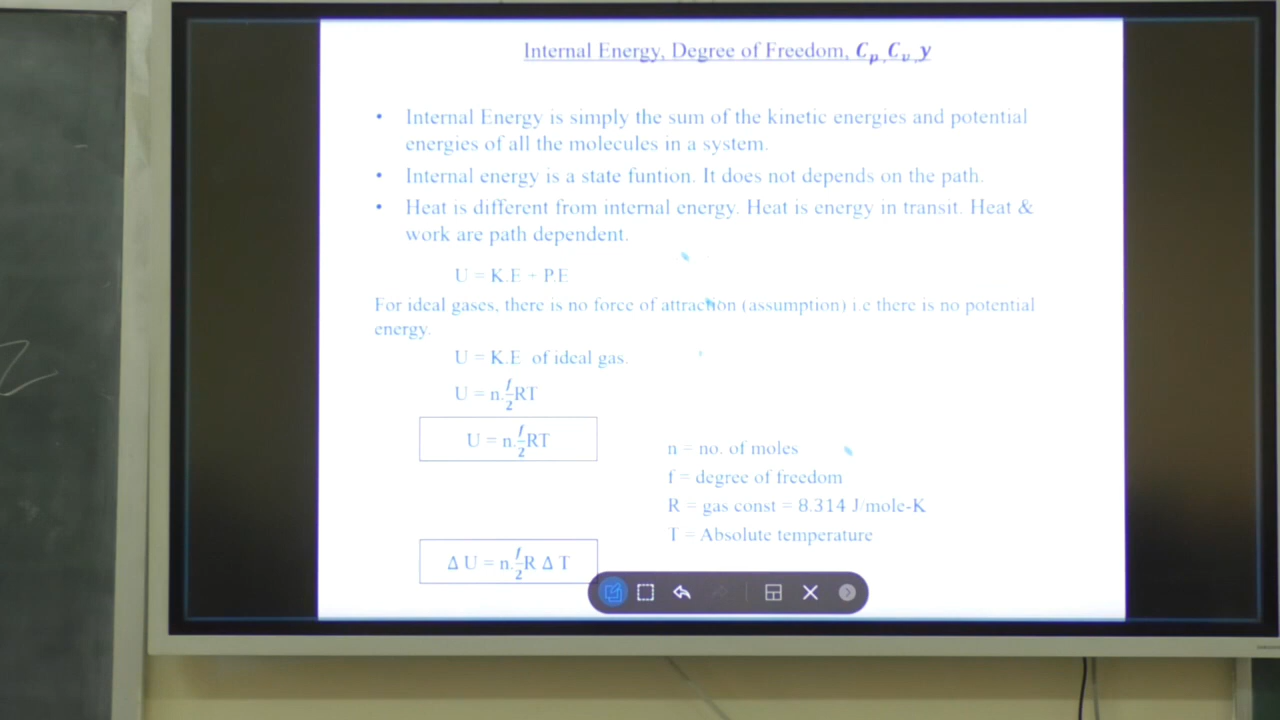 Internal Energy, Degree of Freedom, Cp, Cv, y
• Internal Energy is simply the sum of the kinetic energies and potential
energies of all the molecules in a system.
• Internal energy is a state funtion. It does not depends on the path.
• Heat is different from internal energy. Heat is energy in transit. Heat &
work are path dependent.
U = K.E + P.E
For ideal gases, there is no force of attraction (assumption) i.e there is no potential
energy.
U = K.E of ideal gas.
U = n.f/2RT
U = n.f/2RT
n = no. of moles
f = degree of freedom
R = gas const = 8.314 J/mole-K
T = Absolute temperature
Δ U = n.f/2R Δ T